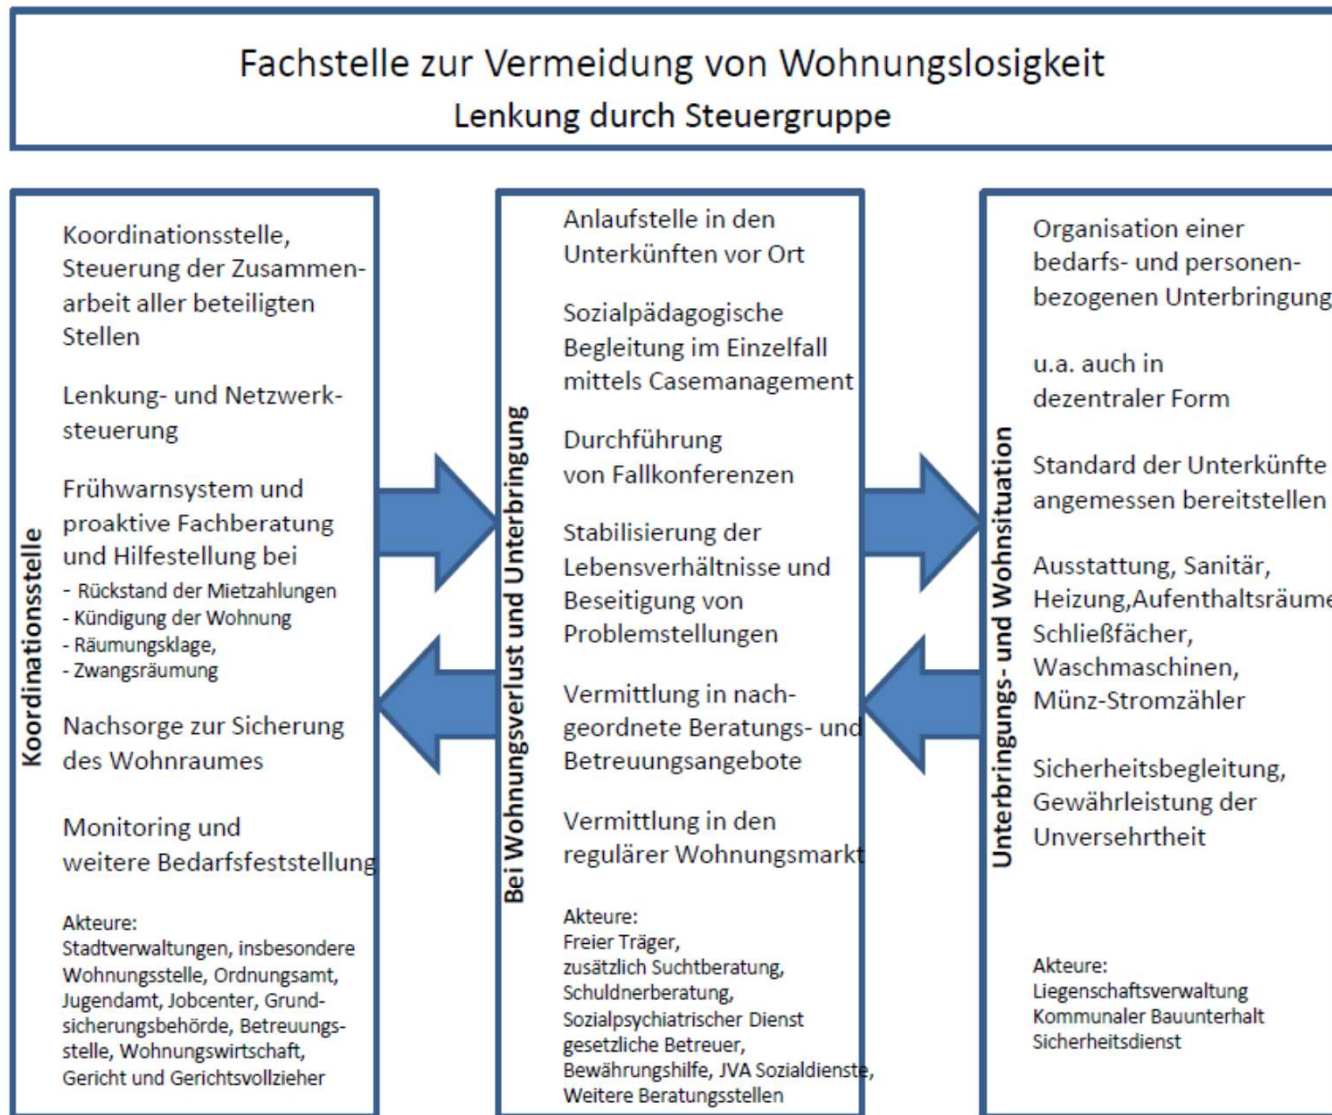 Fachstelle zur Vermeidung von Wohnungslosigkeit
Lenkung durch Steuergruppe
Koordinationsstelle
Koordinationsstelle,
Steuerung der Zusammen-
arbeit aller beteiligten
Stellen
Lenkung- und Netzwerk-
steuerung
Frühwarnsystem und
proaktive Fachberatung
und Hilfestellung bei
- Rückstand der Mietzahlungen
- Kündigung der Wohnung
- Räumungsklage,
- Zwangsräumung
Nachsorge zur Sicherung
des Wohnraumes
Monitoring und
weitere Bedarfsfeststellung
Akteure:
Stadtverwaltungen, insbesondere
Wohnungsstelle, Ordnungsamt,
Jugendamt, Jobcenter, Grund-
sicherungsbehörde, Betreuungs-
stelle, Wohnungswirtschaft,
Gericht und Gerichtsvollzieher
Bei Wohnungsverlust und Unterbringung
Anlaufstelle in den
Unterkünften vor Ort
Sozialpädagogische
Begleitung im Einzelfall
mittels Casemanagement
Durchführung
von Fallkonferenzen
Stabilisierung der
Lebensverhältnisse und
Beseitigung von
Problemstellungen
Vermittlung in nach-
geordnete Beratungs- und
Betreuungsangebote
Vermittlung in den
regulärer Wohnungsmarkt
Akteure:
Freier Träger,
zusätzlich Suchtberatung,
Schuldnerberatung,
Sozialpsychiatrischer Dienst
gesetzliche Betreuer,
Bewährungshilfe, JVA Sozialdienste,
Weitere Beratungsstellen
Unterbringungs- und Wohnsituation
Organisation einer
bedarfs- und personen-
bezogenen Unterbringung
u.a. auch in
dezentraler Form
Standard der Unterkünfte
angemessen bereitstellen
Ausstattung, Sanitär,
Heizung,Aufenthaltsräume
Schließfächer,
Waschmaschinen,
Münz-Stromzähler
Sicherheitsbegleitung,
Gewährleistung der
Unversehrtheit
Akteure:
Liegenschaftsverwaltung
Kommunaler Bauunterhalt
Sicherheitsdienst